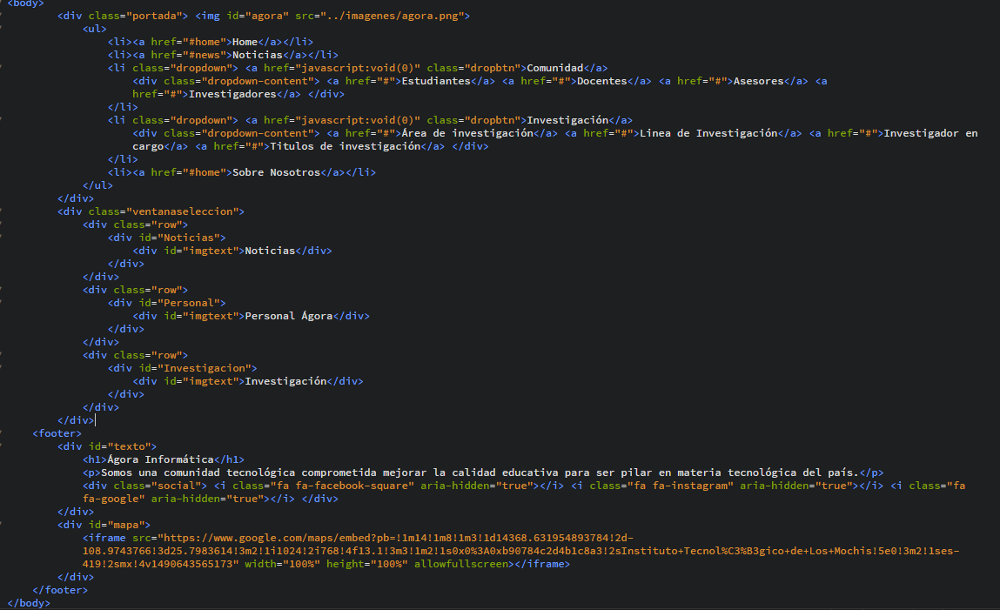 <body>
<div class="portada"> <img id="agora" src="../imagenes/agora.png">
<ul>
<li><a href="#home">Home</a></li>
<li><a href="#news">Noticias</a></li>
<li class="dropdown"> <a href="javascript:void(0)" class="dropbtn">Comunidad</a>
<div class="dropdown-content"> <a href="#">Estudiantes</a> <a href="#">Docentes</a> <a href="#">Asesores</a> <a
href="#">Investigadores</a> </div>
</li>
<li class="dropdown"> <a href="javascript:void(0)" class="dropbtn">Investigación</a>
<div class="dropdown-content"> <a href="#">Área de investigación</a> <a href="#">Linea de Investigación</a> <a href="#">Investigador en
cargo</a> <a href="#">Titulos de investigación</a> </div>
</li>
<li><a href="#home">Sobre Nosotros</a></li>
</ul>
</div>
<div class="ventanaseleccion">
<div class="row">
<div id="Noticias">
<div id="imgtext">Noticias</div>
</div>
</div>
<div class="row">
<div id="Personal">
<div id="imgtext">Personal Ágora</div>
</div>
</div>
<div class="row">
<div id="Investigacion">
<div id="imgtext">Investigación</div>
</div>
</div>
</div>
<footer>
<div id="texto">
<h1>Ágora Informática</h1>
<p>Somos una comunidad tecnológica comprometida mejorar la calidad educativa para ser pilar en materia tecnológica del país.</p>
<div class="social"> <i class="fa fa-facebook-square" aria-hidden="true"></i> <i class="fa fa-instagram" aria-hidden="true"></i> <i class="fa
fa-google" aria-hidden="true"></i> </div>
</div>
<div id="mapa">
<iframe src="https://www.google.com/maps/embed?pb=!1m14!1m8!1m3!1d14368.631954893784!2d-
108.9743766!3d25.7983614!3m2!1i1024!2i768!4f13.1!3m3!1m2!1s0x0%3A0xb90784c2d4b1c8a3!2sInstituto+Tecnol%C3%B3gico+de+Los+Mochis!5e0!3m2!1ses-
419!2smx!4v1490643565173" width="100%" height="100%" allowfullscreen></iframe>
</div>
</footer>
</body>